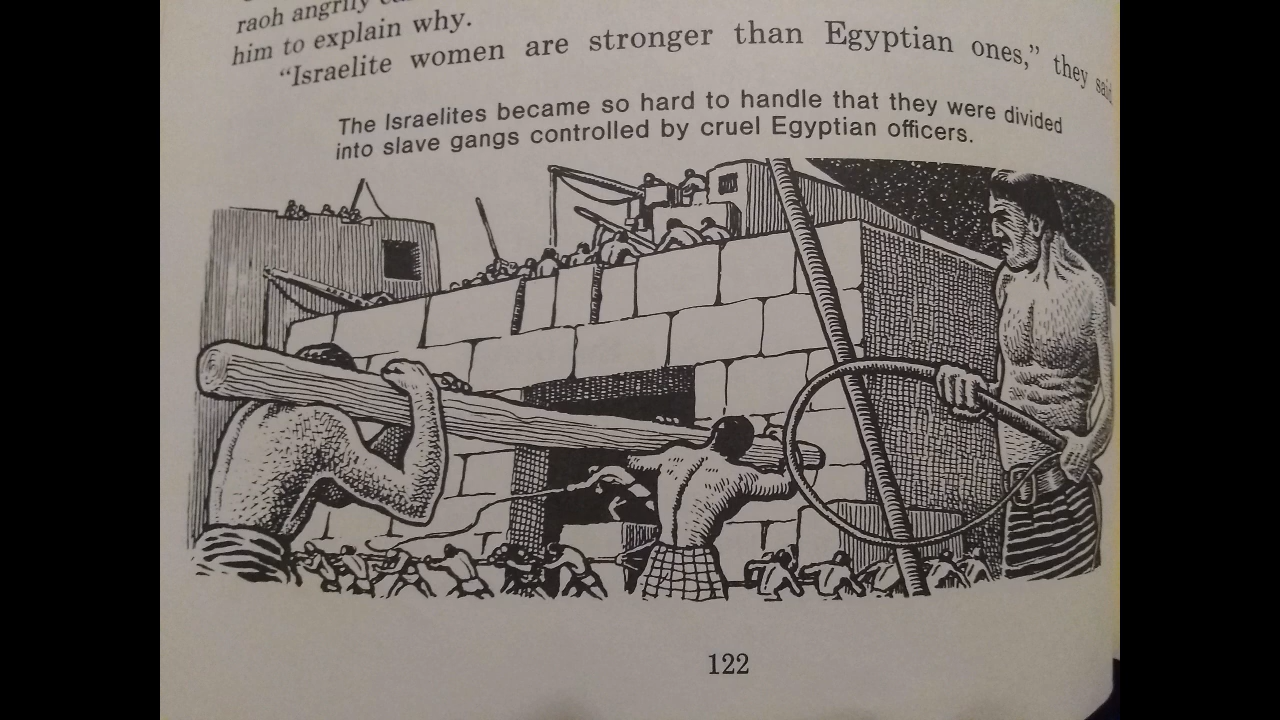 raoh angrily
him to explain why.
“Israelite women are stronger than Egyptian ones,” they said
The Israelites became so hard to handle that they were divided
into slave gangs controlled by cruel Egyptian officers.
122